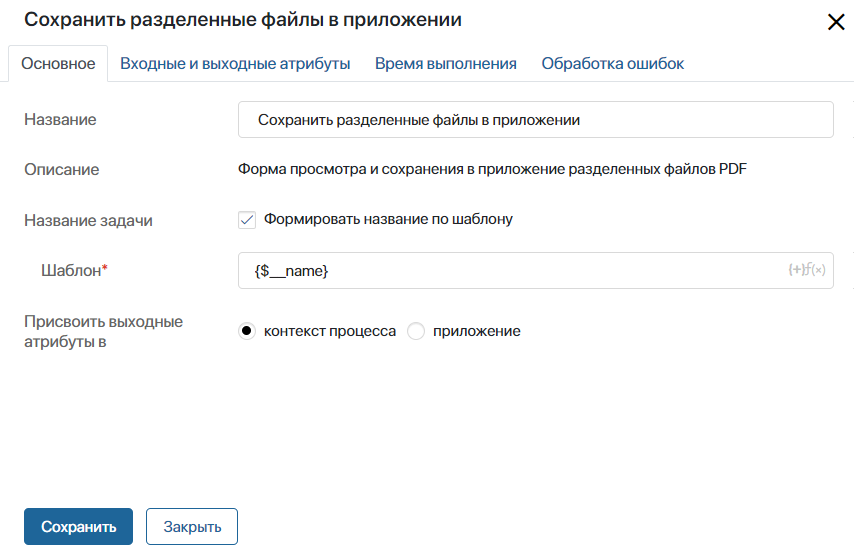 Сохранить разделенные файлы в приложении
Основное Входные и выходные атрибуты Время выполнения Обработка ошибок
Название Сохранить разделенные файлы в приложении
Описание Форма просмотра и сохранения в приложение разделенных файлов PDF
Название задачи Формировать название по шаблону
Шаблон* {$__name} (+)ƒ(×)
Присвоить выходные
атрибуты в контекст процесса приложение
Сохранить Закрыть